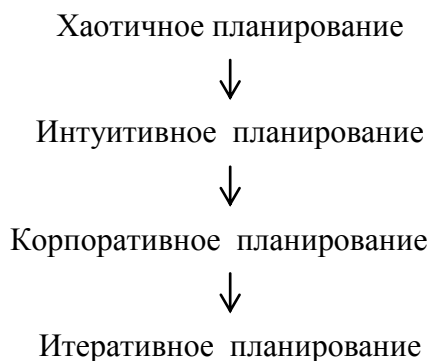 Хаотичное планирование
Интуитивное планирование
Корпоративное планирование
Итеративное планирование